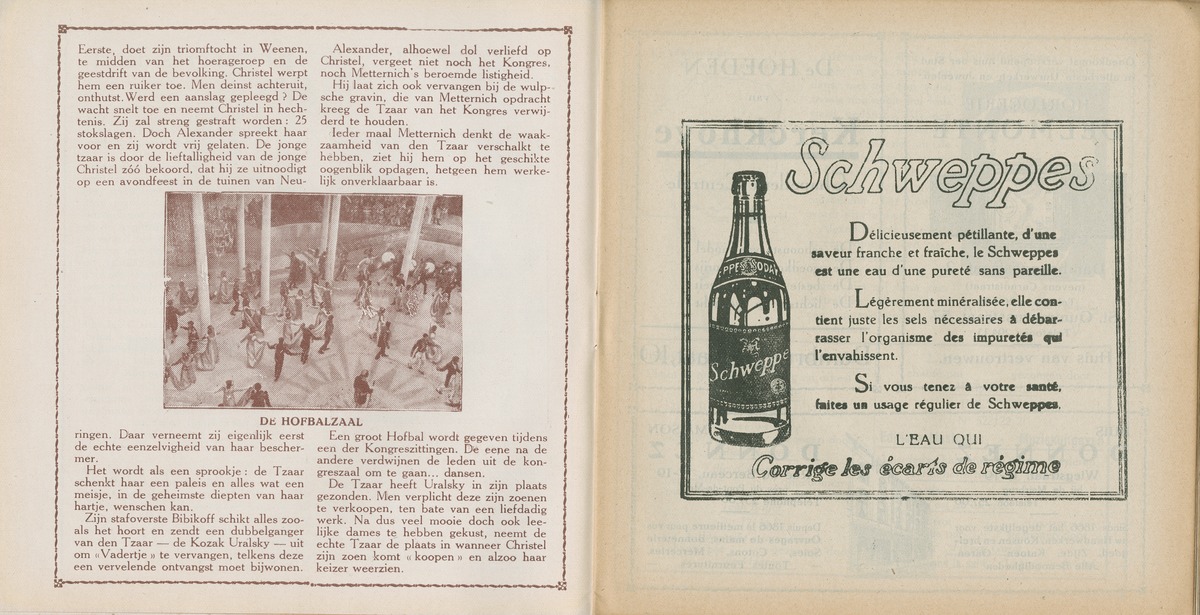 Eerste, doet zijn triomftocht in Weenen,
te midden van het hoerageroep en de
geestdrift van de bevolking. Christel werpt
hem een ruiker toe. Men deinst achteruit,
onthutst. Werd een aanslag gepleegd ? De
wacht snelt toe en neemt Christel in hech-
tenis. Zij zal streng gestraft worden : 25
stokslagen. Doch Alexander spreekt haar
voor en zij wordt vrij gelaten. De jonge
tzaar is door de lieftalligheid van de jonge
Christel zóó bekoord, dat hij ze uitnoodigt
op een avondfeest in de tuinen van Neu-
ringen. Daar verneemt zij eigenlijk eerst
de echte eenzelvigheid van haar bescher-
mer.
Het wordt als een sprookje : de Tzaar
schenkt haar een paleis en alles wat een
meisje, in de geheimste diepten van haar
hartje, wenschen kan.
Zijn stafoverste Bibikoff schikt alles zoo-
als het hoort en zendt een dubbelganger
van den Tzaar — de Kozak Uralsky — uit
om « Vadertje » te vervangen, telkens deze
een vervelende ontvangst moet bijwonen.
Alexander, alhoewel dol verliefd op
Christel, vergeet niet noch het Kongres,
noch Metternich's beroemde listigheid.
Hij laat zich ook vervangen bij de wulp--
sche gravin, die van Metternich opdracht
kreeg de Tzaar van het Kongres verwij-
derd te houden.
Ieder maal Metternich denkt de waak-
zaamheid van den Tzaar verschalkt te
hebben, ziet hij hem op het geschikte
oogenblik opdagen, hetgeen hem werke-
lijk onverklaarbaar is.
DE HOFBALZAAL
Een groot Hofbal wordt gegeven tijdens
een der Kongreszittingen. De eene na de
andere verdwijnen de leden uit de kon-
greszaal om te gaan... dansen.
De Tzaar heeft Uralsky in zijn plaats
gezonden. Men verplicht deze zijn zoenen
te verkoopen, ten bate van een liefdadig
werk. Na dus veel mooie doch ook lee-
lijke dames te hebben gekust, neemt de
echte Tzaar de plaats in wanneer Christel
zijn zoen komt « koopen » en alzoo haar
keizer weerzien.
Schweppes
Délicieusement pétillante, d'une
saveur franche et fraîche, le Schweppes
est une eau d'une pureté sans pareille.
Légèrement minéralisée, elle con-
tient juste les sels nécessaires à débar-
rasser l'organisme des impuretés qui
l'envahissent.
Si vous tenez à votre santé,
faites un usage régulier de Schweppes.
L'EAU QUI
Corrige les écarts de régime
PPE'S SODA
Schweppe